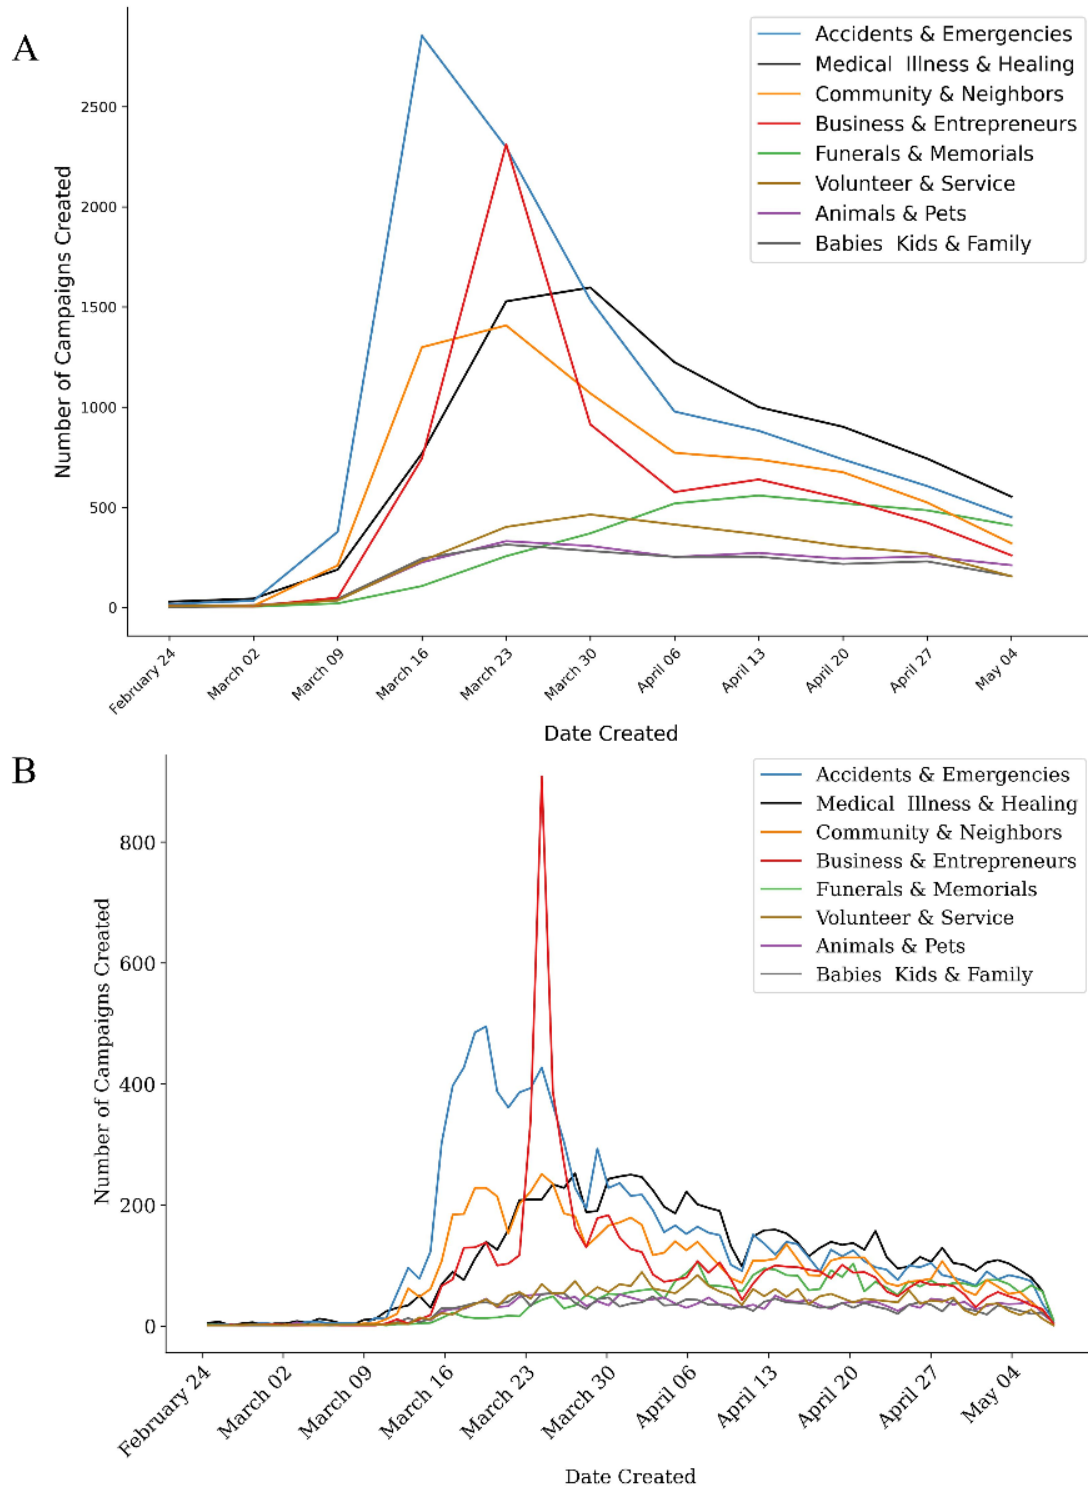 A
Accidents & Emergencies
Medical  Illness & Healing
Community & Neighbors
Business & Entrepreneurs
Funerals & Memorials
Volunteer & Service
Animals & Pets
Babies  Kids & Family
Number of Campaigns Created
2500
2000
1500
1000
500
0
February 24
March 02
March 09
March 16
March 23
March 30
April 06
April 13
April 20
April 27
May 04
Date Created
B
Accidents & Emergencies
Medical  Illness & Healing
Community & Neighbors
Business & Entrepreneurs
Funerals & Memorials
Volunteer & Service
Animals & Pets
Babies  Kids & Family
Number of Campaigns Created
800
600
400
200
0
February 24
March 02
March 09
March 16
March 23
March 30
April 06
April 13
April 20
April 27
May 04
Date Created